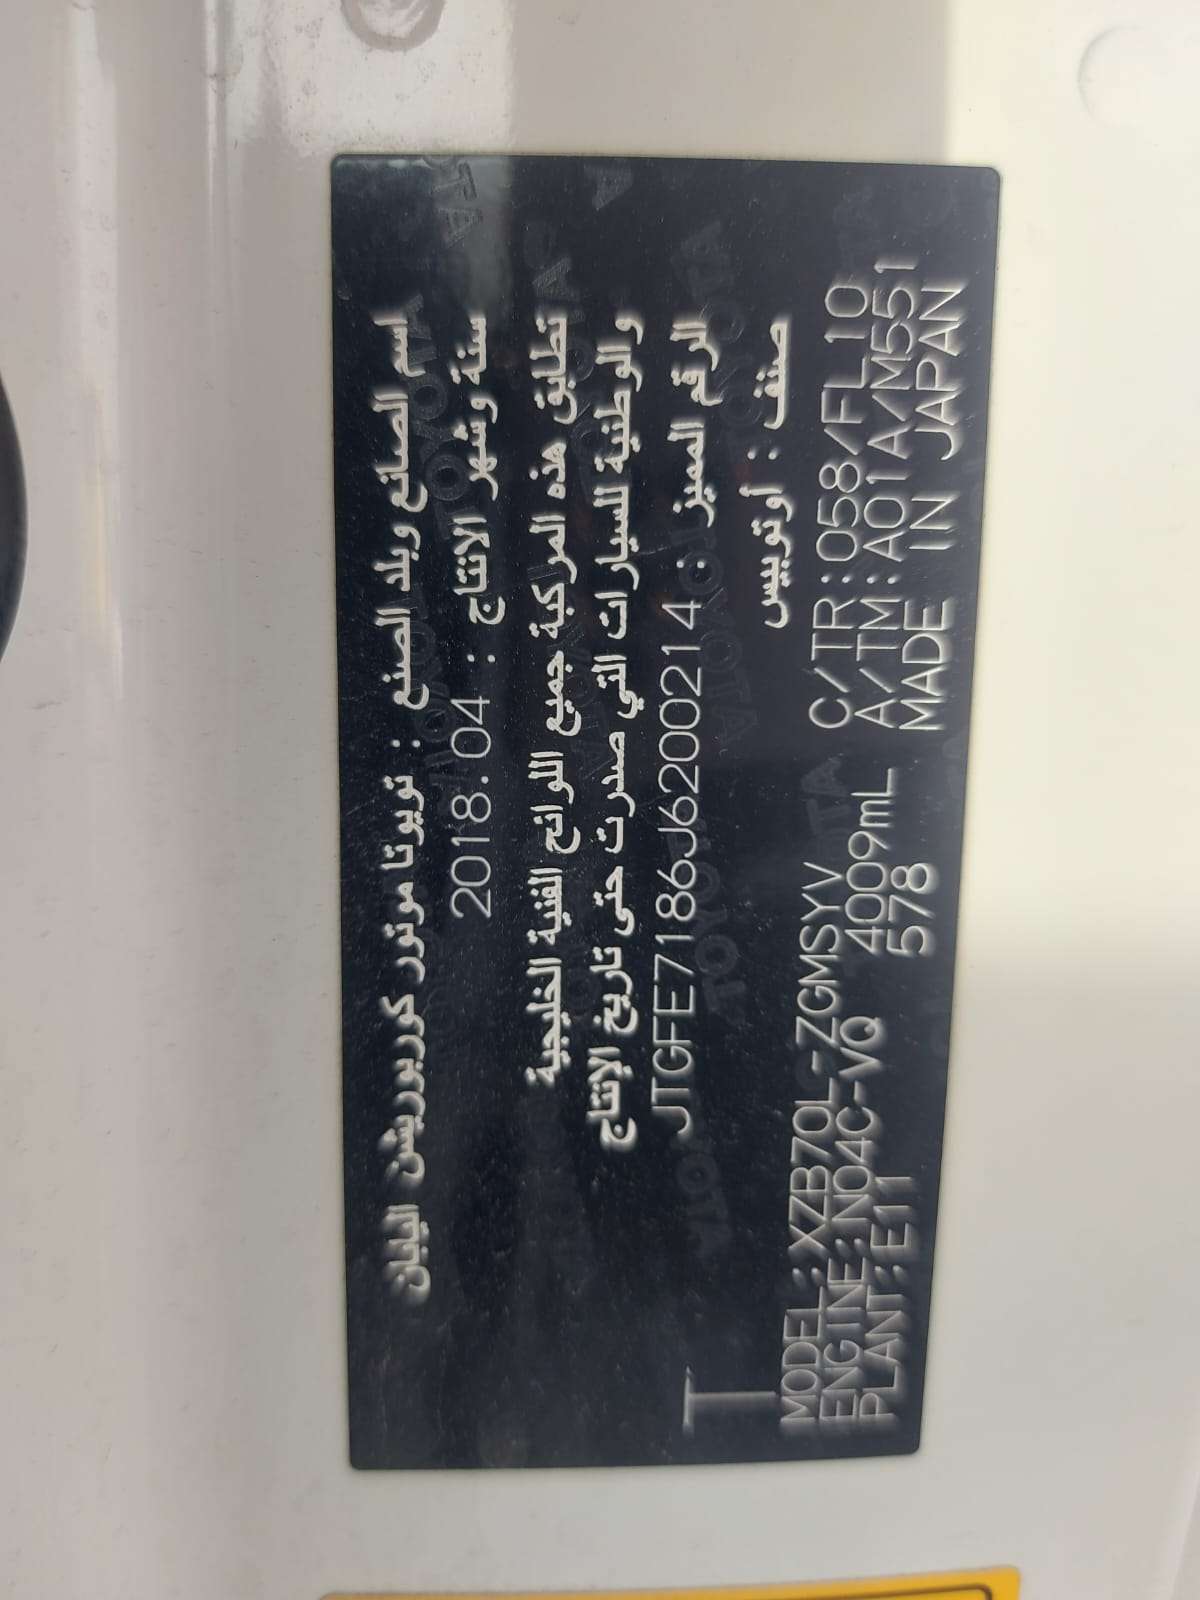 اسم الصانع وبلد الصنع : تويوتا موتور كوربوريشن اليابان
سنة وشهر الانتاج : 2018.04
تطابق هذه المركبة جميع اللوائح الفنية الخليجية
والوطنية للسيارات التي صدرت حتى تاريخ الإنتاج
الرقم المميز : JTGFE7186J6200214
صنف : أوتوبيس
T
MODEL:XZB70L-ZGMSYV C/TR:058/FL10
ENGINE:N04C-VQ 4009mL A/TM:A01A/M551
PLANT:E11 578 MADE IN JAPAN